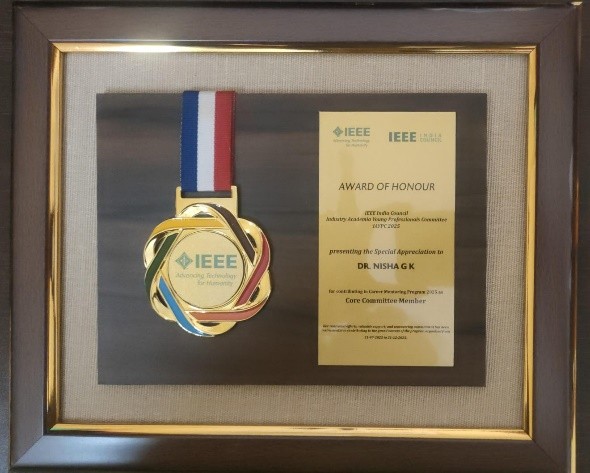 IEEE
Advancing Technology
for Humanity
IEEE
Advancing Technology
for Humanity
IEEE INDIA
COUNCIL
AWARD OF HONOUR
IEEE India Council
Industry Academia Young Professionals Committee
presenting the Special Appreciation to
DR. NISHA G K
for contributing to Career Mentoring Program 2023 as
Core Committee Member